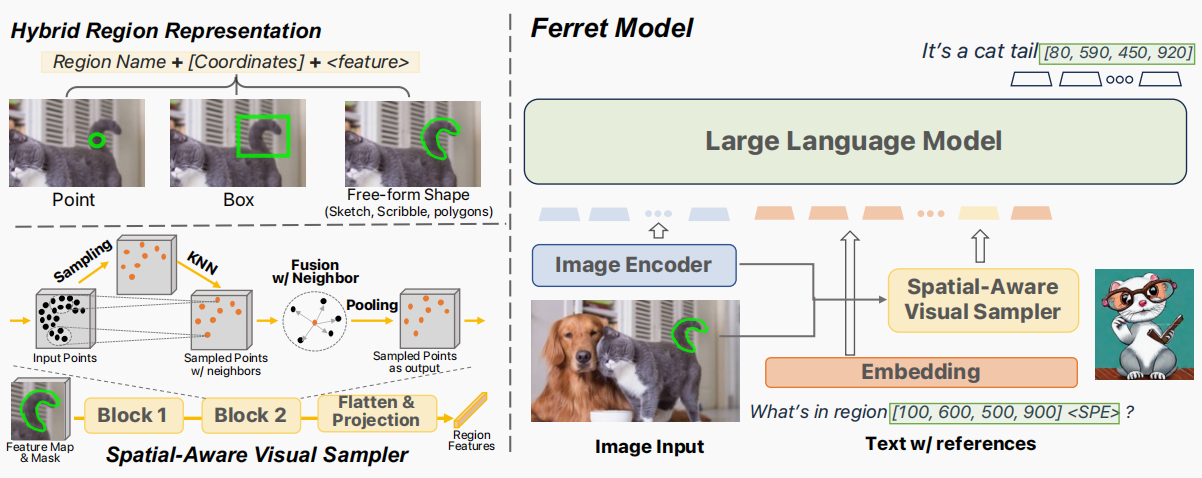 Hybrid Region Representation
Region Name + [Coordinates] + <feature>
Point
Box
Free-form Shape
(Sketch, Scribble, polygons)
Sampling
KNN
Fusion
w/ Neighbor
Pooling
Input Points
Sampled Points
w/ neighbors
Sampled Points
as output
Feature Map
& Mask
Block 1
Block 2
Flatten &
Projection
Region
Features
Spatial-Aware Visual Sampler
Ferret Model
It's a cat tail [80, 590, 450, 920]
Large Language Model
Image Encoder
Spatial-Aware
Visual Sampler
Embedding
What's in region [100, 600, 500, 900] <SPE> ?
Image Input
Text w/ references